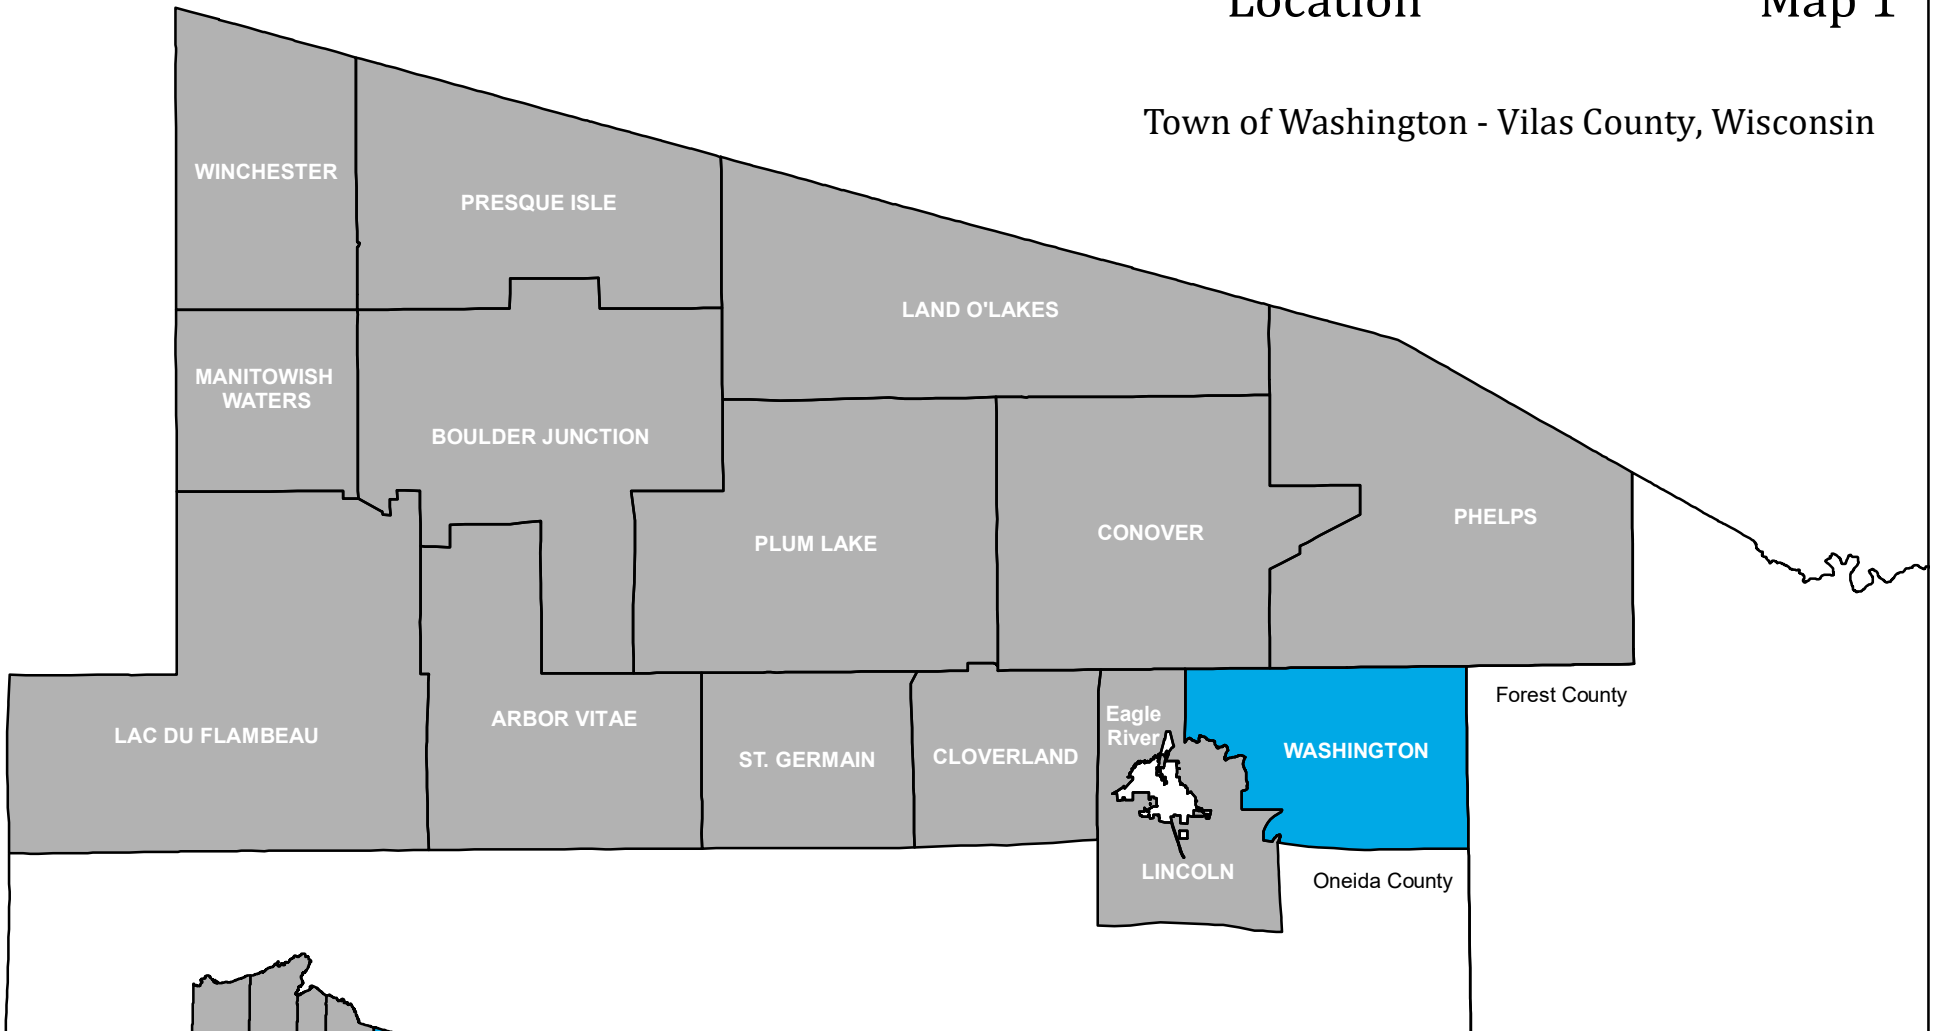 Location
Map 1
Town of Washington - Vilas County, Wisconsin
WINCHESTER
PRESQUE ISLE
LAND O'LAKES
MANITOWISH
WATERS
BOULDER JUNCTION
PLUM LAKE
CONOVER
PHELPS
LAC DU FLAMBEAU
ARBOR VITAE
ST. GERMAIN
CLOVERLAND
Eagle
River
WASHINGTON
Forest County
LINCOLN
Oneida County